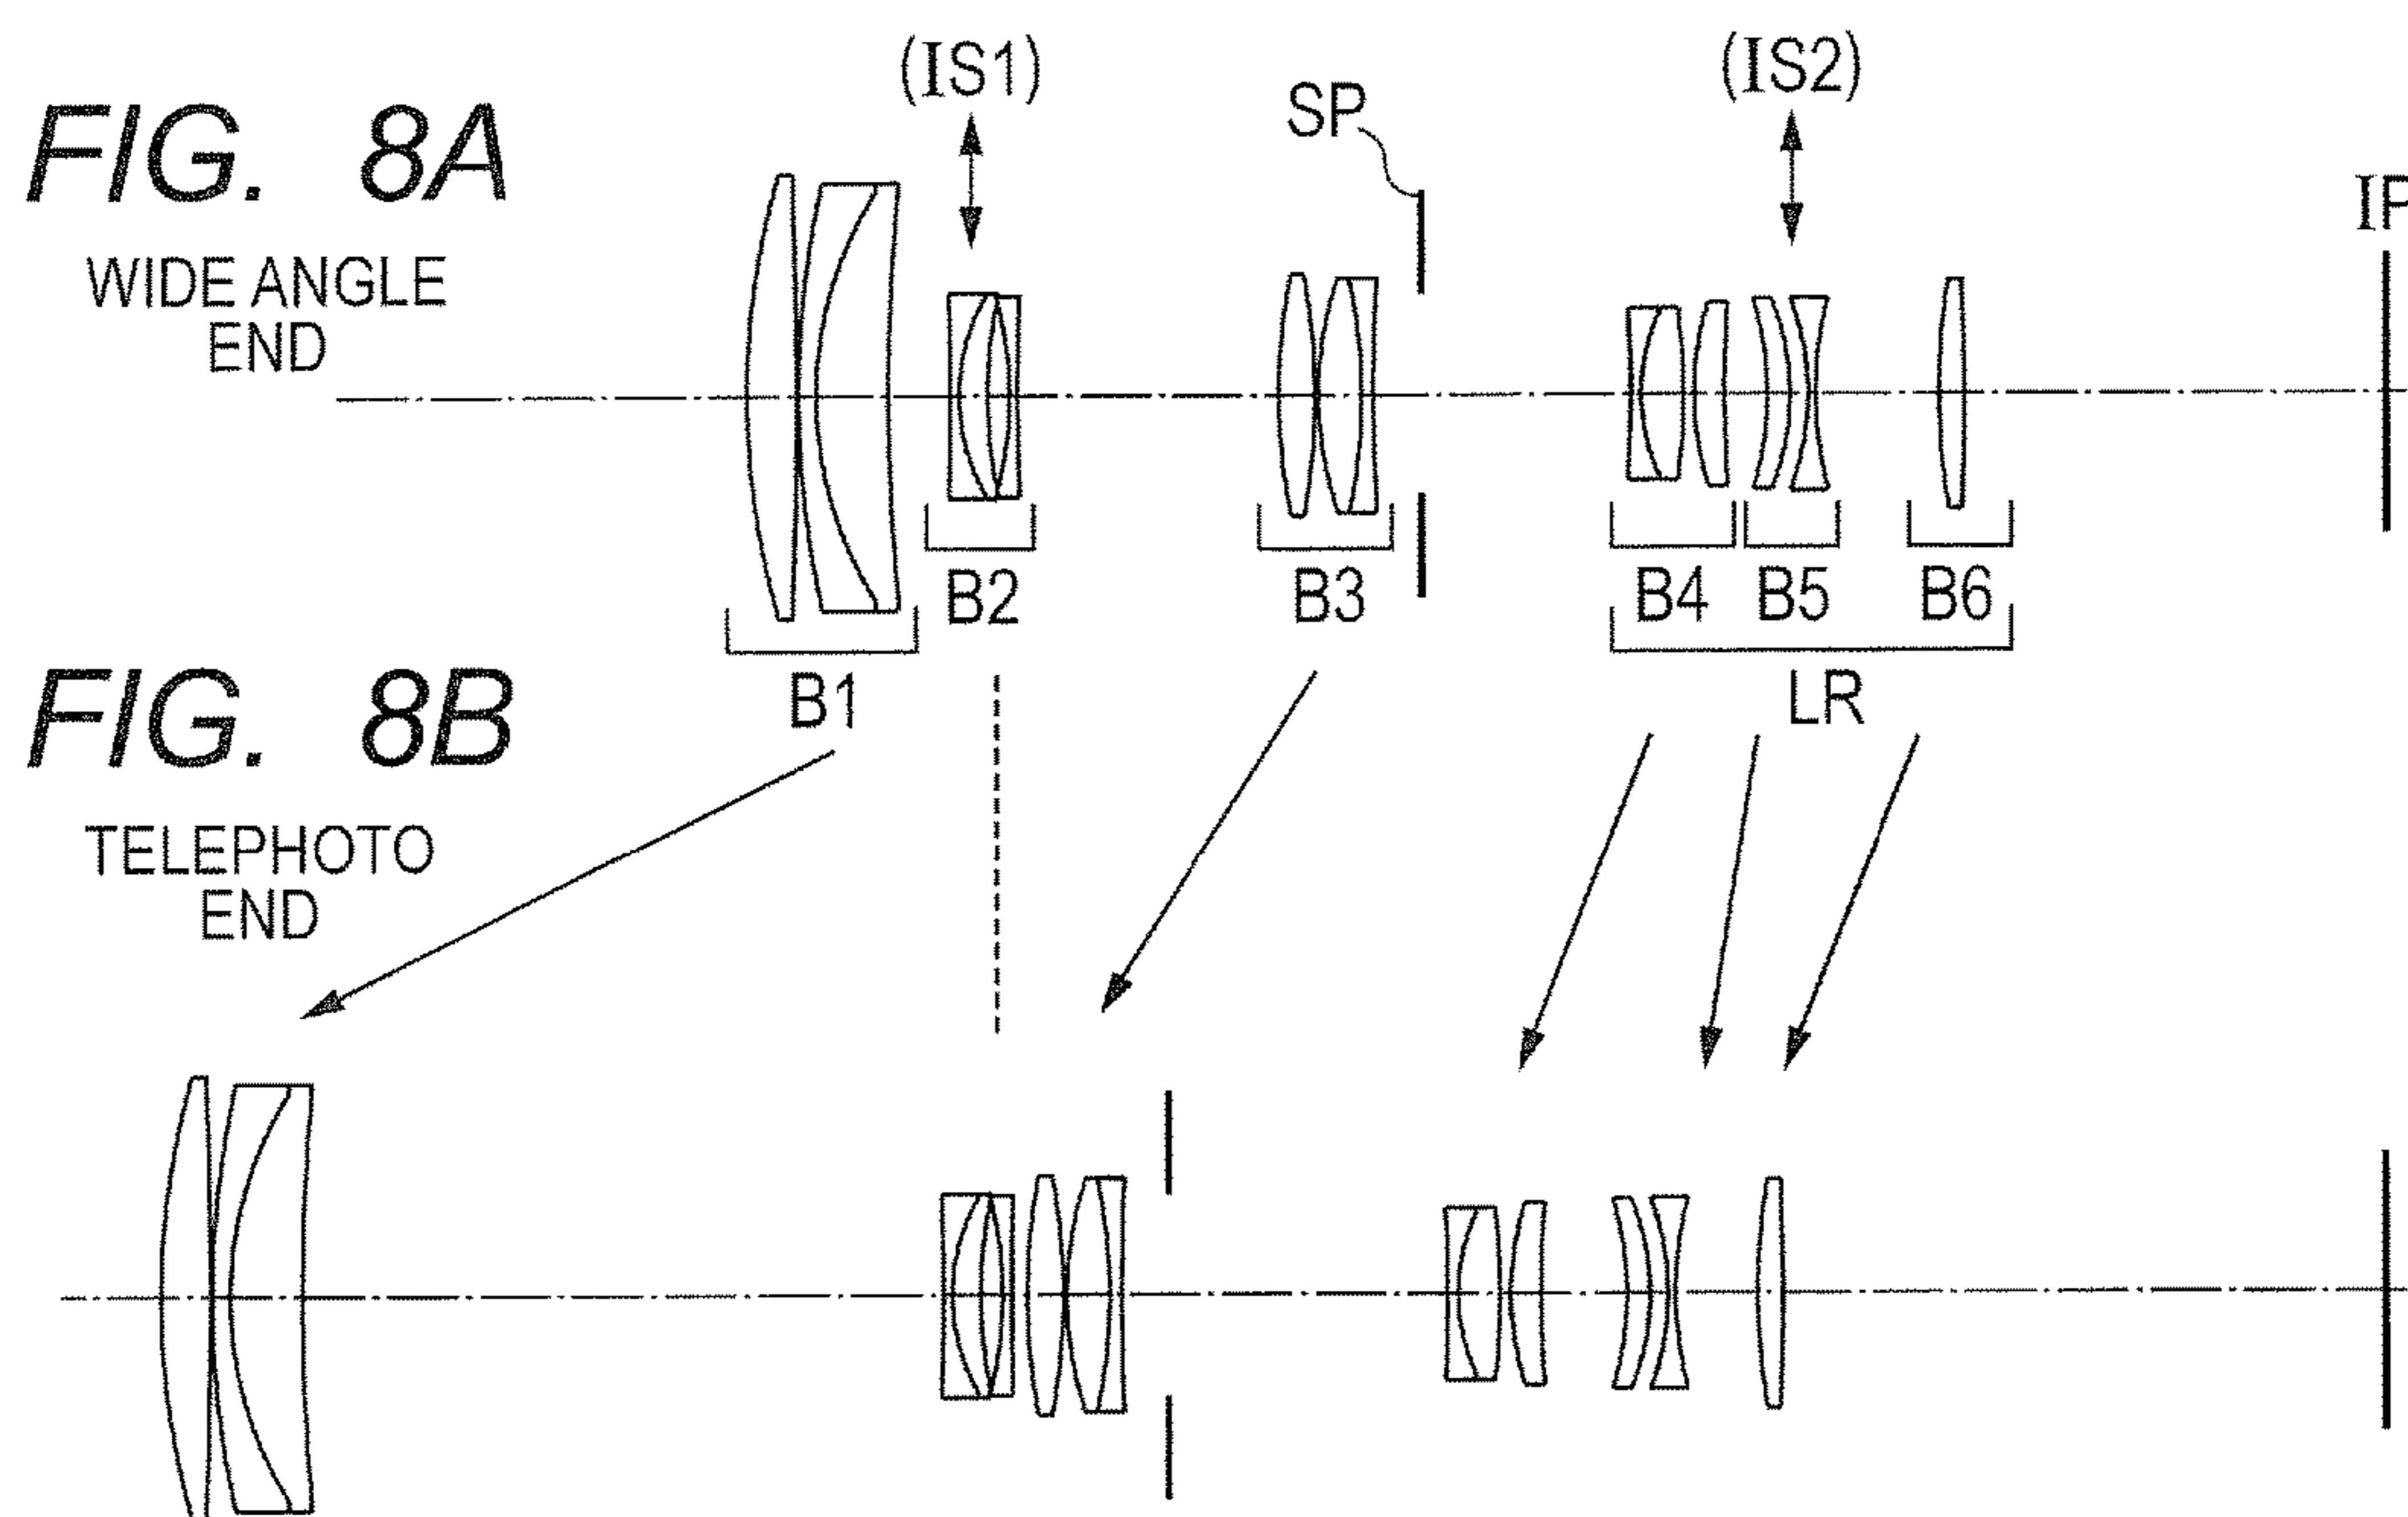 FIG. 8A
WIDE ANGLE
END
(IS1)
SP
(IS2)
IP
B1
B2
B3
B4
B5
B6
LR
FIG. 8B
TELEPHOTO
END